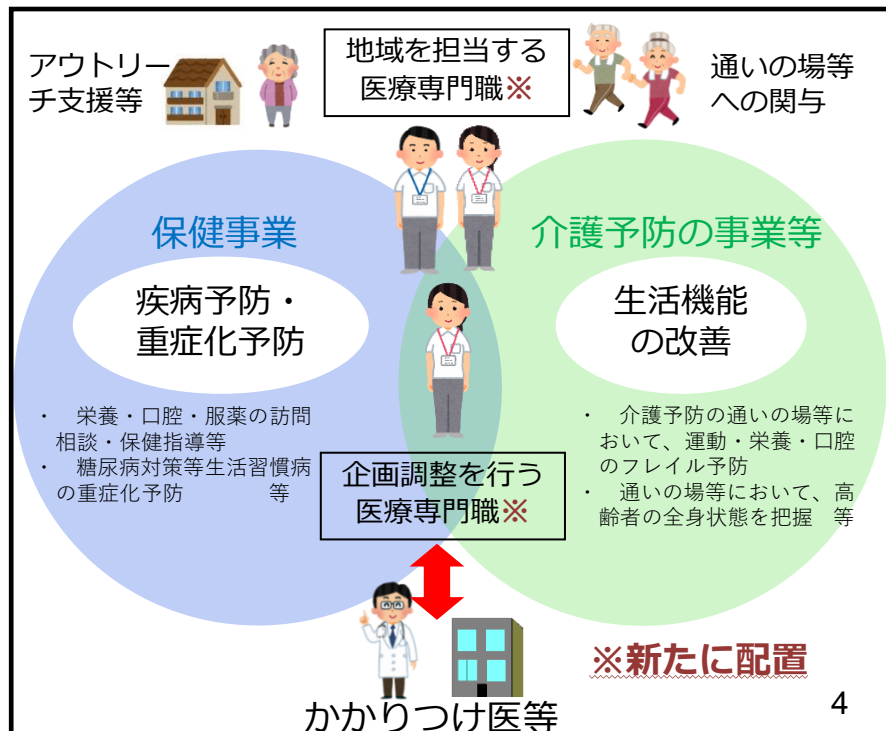 アウトリー
チ支援等
地域を担当する
医療専門職※
通いの場等
への関与
保健事業
疾病予防・
重症化予防
・　栄養・口腔・服薬の訪問
相談・保健指導等
・　糖尿病対策等生活習慣病
の重症化予防　　　　等
介護予防の事業等
生活機能
の改善
・　介護予防の通いの場等に
おいて、運動・栄養・口腔
のフレイル予防
・　通いの場等において、高
齢者の全身状態を把握　等
企画調整を行う
医療専門職※
かかりつけ医等
※新たに配置
4